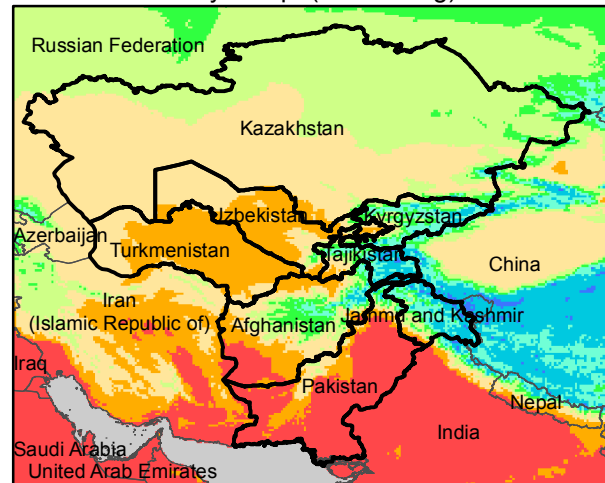 Russian Federation
Kazakhstan
Izbekistan
Kyrgyzstan
Azerbaijan
Turkmenistan
Tajikistan
China
Iran
(Islamic Republic of)
Afghanistan
Jammu and Kashmir
Iraq
Pakistan
Nepal
Saudi Arabia
India
United Arab Emirates